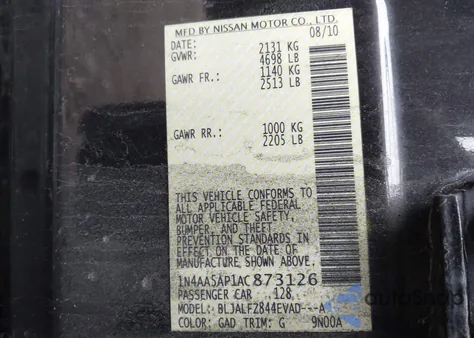 MFD BY NISSAN MOTOR CO., LTD.
DATE: 08/10
GVWR: 2131 KG
4698 LB
GAWR FR.: 1140 KG
2513 LB
GAWR RR.: 1000 KG
2205 LB
THIS VEHICLE CONFORMS TO
ALL APPLICABLE FEDERAL
MOTOR VEHICLE SAFETY,
BUMPER, AND THEFT
PREVENTION STANDARDS IN
EFFECT ON THE DATE OF
MANUFACTURE SHOWN ABOVE.
1N4AA5AP1AC873126
PASSENGER CAR 128
MODEL: BLJALFZ844EVAD---A
COLOR: GAD TRIM: G 9N00A
autosnap